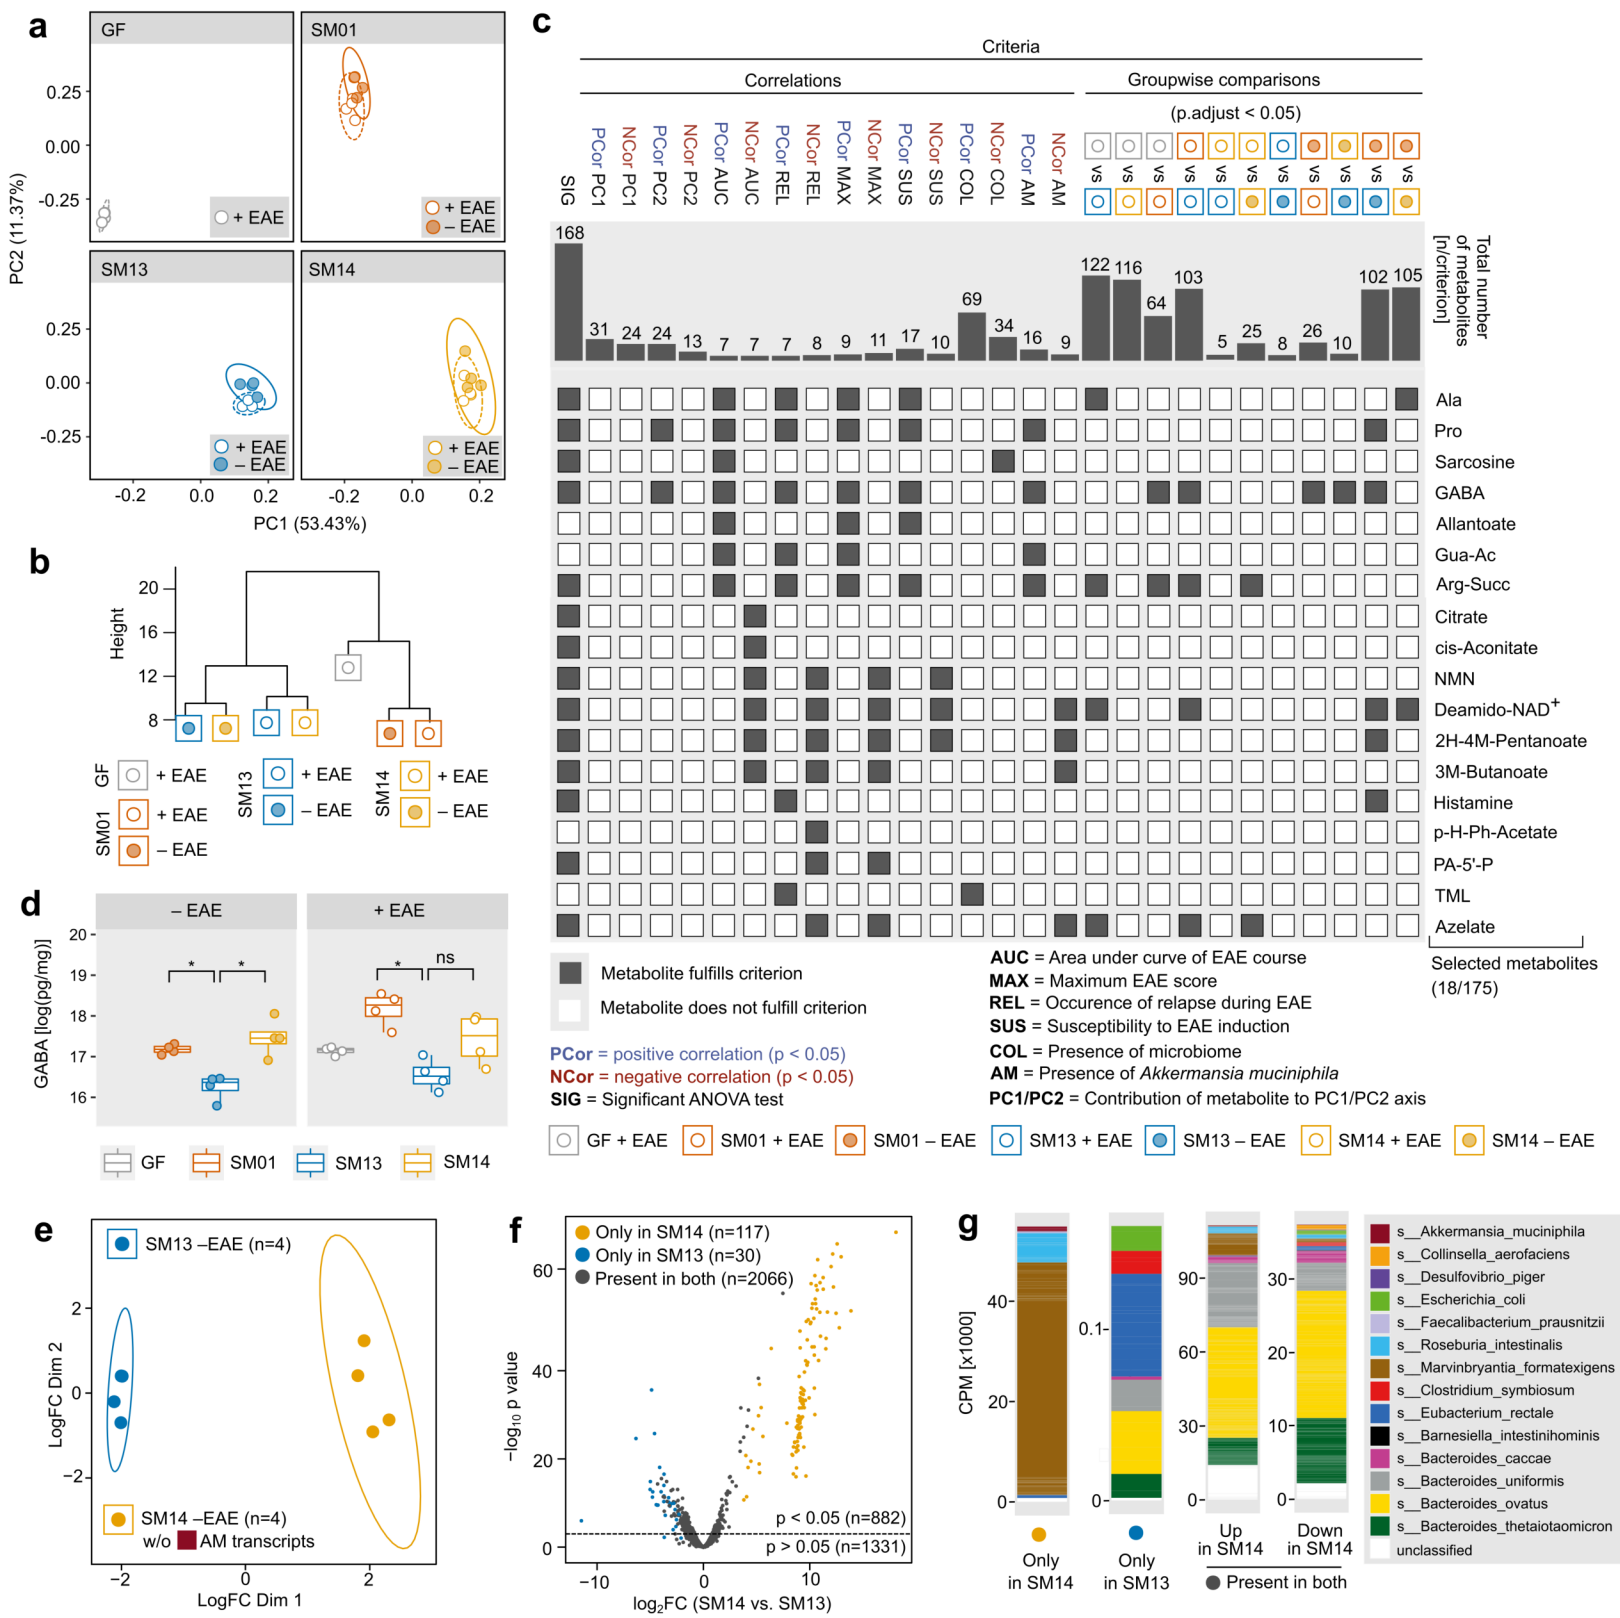 a
GF
SM01
SM13
SM14
PC2 (11.37%)
0.25
0.00
-0.25
0.25
0.00
-0.25
+ EAE
+ EAE
– EAE
+ EAE
– EAE
+ EAE
– EAE
-0.2
0.0
0.2
-0.2
0.0
0.2
PC1 (53.43%)
b
Height
20
16
12
8
GF
+ EAE
SM01
+ EAE
– EAE
SM13
+ EAE
– EAE
SM14
+ EAE
– EAE
c
Criteria
Correlations
Groupwise comparisons
(p.adjust < 0.05)
SIG
PCor PC1
NCor PC1
PCor PC2
NCor PC2
PCor AUC
NCor AUC
PCor REL
NCor REL
PCor MAX
NCor MAX
PCor SUS
NCor SUS
PCor COL
NCor COL
PCor AM
NCor AM
vs
vs
vs
vs
vs
vs
vs
vs
vs
vs
vs
168
31
24
24
13
7
7
7
8
9
11
17
10
69
34
16
9
122
116
64
103
5
25
8
26
10
102
105
Total number
of metabolites
[n/criterion]
Ala
Pro
Sarcosine
GABA
Allantoate
Gua-Ac
Arg-Succ
Citrate
cis-Aconitate
NMN
Deamido-NAD+
2H-4M-Pentanoate
3M-Butanoate
Histamine
p-H-Ph-Acetate
PA-5'-P
TML
Azelate
Selected metabolites
(18/175)
Metabolite fulfills criterion
Metabolite does not fulfill criterion
PCor = positive correlation (p < 0.05)
NCor = negative correlation (p < 0.05)
SIG = Significant ANOVA test
AUC = Area under curve of EAE course
MAX = Maximum EAE score
REL = Occurence of relapse during EAE
SUS = Susceptibility to EAE induction
COL = Presence of microbiome
AM = Presence of Akkermansia muciniphila
PC1/PC2 = Contribution of metabolite to PC1/PC2 axis
GF + EAE
SM01 + EAE
SM01 – EAE
SM13 + EAE
SM13 – EAE
SM14 + EAE
SM14 – EAE
d
– EAE
+ EAE
GABA [log(pg/mg)]
20
19
18
17
16
*
*
*
ns
GF
SM01
SM13
SM14
e
SM13 –EAE (n=4)
SM14 –EAE (n=4)
w/o AM transcripts
LogFC Dim 2
2
0
−2
−2
0
2
LogFC Dim 1
f
Only in SM14 (n=117)
Only in SM13 (n=30)
Present in both (n=2066)
−log10 p value
60
40
20
0
p < 0.05 (n=882)
p > 0.05 (n=1331)
−10
0
10
log2FC (SM14 vs. SM13)
g
CPM [x1000]
40
20
0
0.1
0
90
60
30
0
30
20
10
0
Only
in SM14
Only
in SM13
Up
in SM14
Down
in SM14
Present in both
s__Akkermansia_muciniphila
s__Collinsella_aerofaciens
s__Desulfovibrio_piger
s__Escherichia_coli
s__Faecalibacterium_prausnitzii
s__Roseburia_intestinalis
s__Marvinbryantia_formatexigens
s__Clostridium_symbiosum
s__Eubacterium_rectale
s__Barnesiella_intestinihominis
s__Bacteroides_caccae
s__Bacteroides_uniformis
s__Bacteroides_ovatus
s__Bacteroides_thetaiotaomicron
unclassified